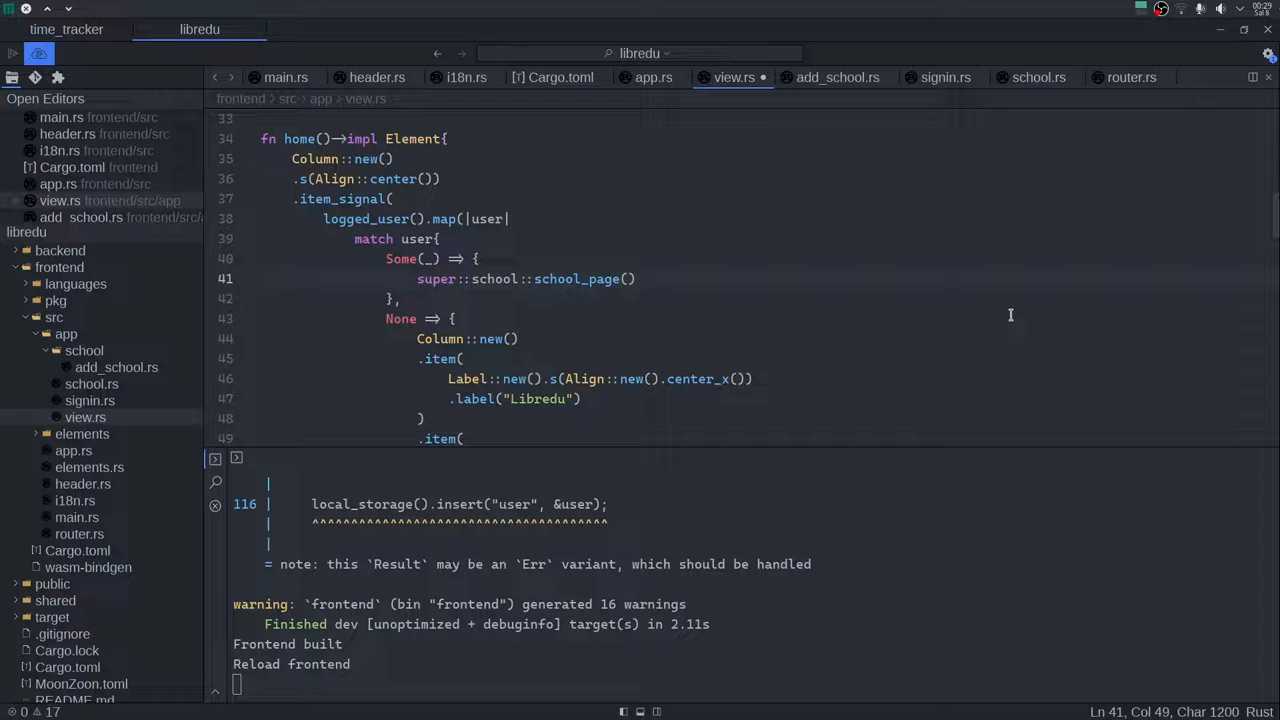 00:29
Sal 8
time_tracker
libredu
libredu
main.rs
header.rs
i18n.rs
[T] Cargo.toml
app.rs
view.rs
add_school.rs
signin.rs
school.rs
router.rs
Open Editors
main.rs frontend/src
header.rs frontend/src
i18n.rs frontend/src
[T] Cargo.toml frontend
app.rs frontend/src
view.rs frontend/src/app
add_school.rs frontend/src/
libredu
backend
frontend
languages
pkg
src
app
school
add_school.rs
school.rs
signin.rs
view.rs
elements
app.rs
elements.rs
header.rs
i18n.rs
main.rs
router.rs
Cargo.toml
wasm-bindgen
public
shared
target
.gitignore
Cargo.lock
Cargo.toml
MoonZoon.toml
README.md
frontend › src › app › view.rs
33
34 fn home()->impl Element{
35 Column::new()
36 .s(Align::center())
37 .item_signal(
38 logged_user().map(|user|
39 match user{
40 Some(_) => {
41 super::school::school_page()
42 },
43 None => {
44 Column::new()
45 .item(
46 Label::new().s(Align::new().center_x())
47 .label("Libredu")
48 )
49 .item(
|
116 | local_storage().insert("user", &user);
| ^^^^^^^^^^^^^^^^^^^^^^^^^^^^^^^^^^^^^^
|
= note: this `Result` may be an `Err` variant, which should be handled
warning: `frontend` (bin "frontend") generated 16 warnings
Finished dev [unoptimized + debuginfo] target(s) in 2.11s
Frontend built
Reload frontend
0 17
Ln 41, Col 49, Char 1200 Rust